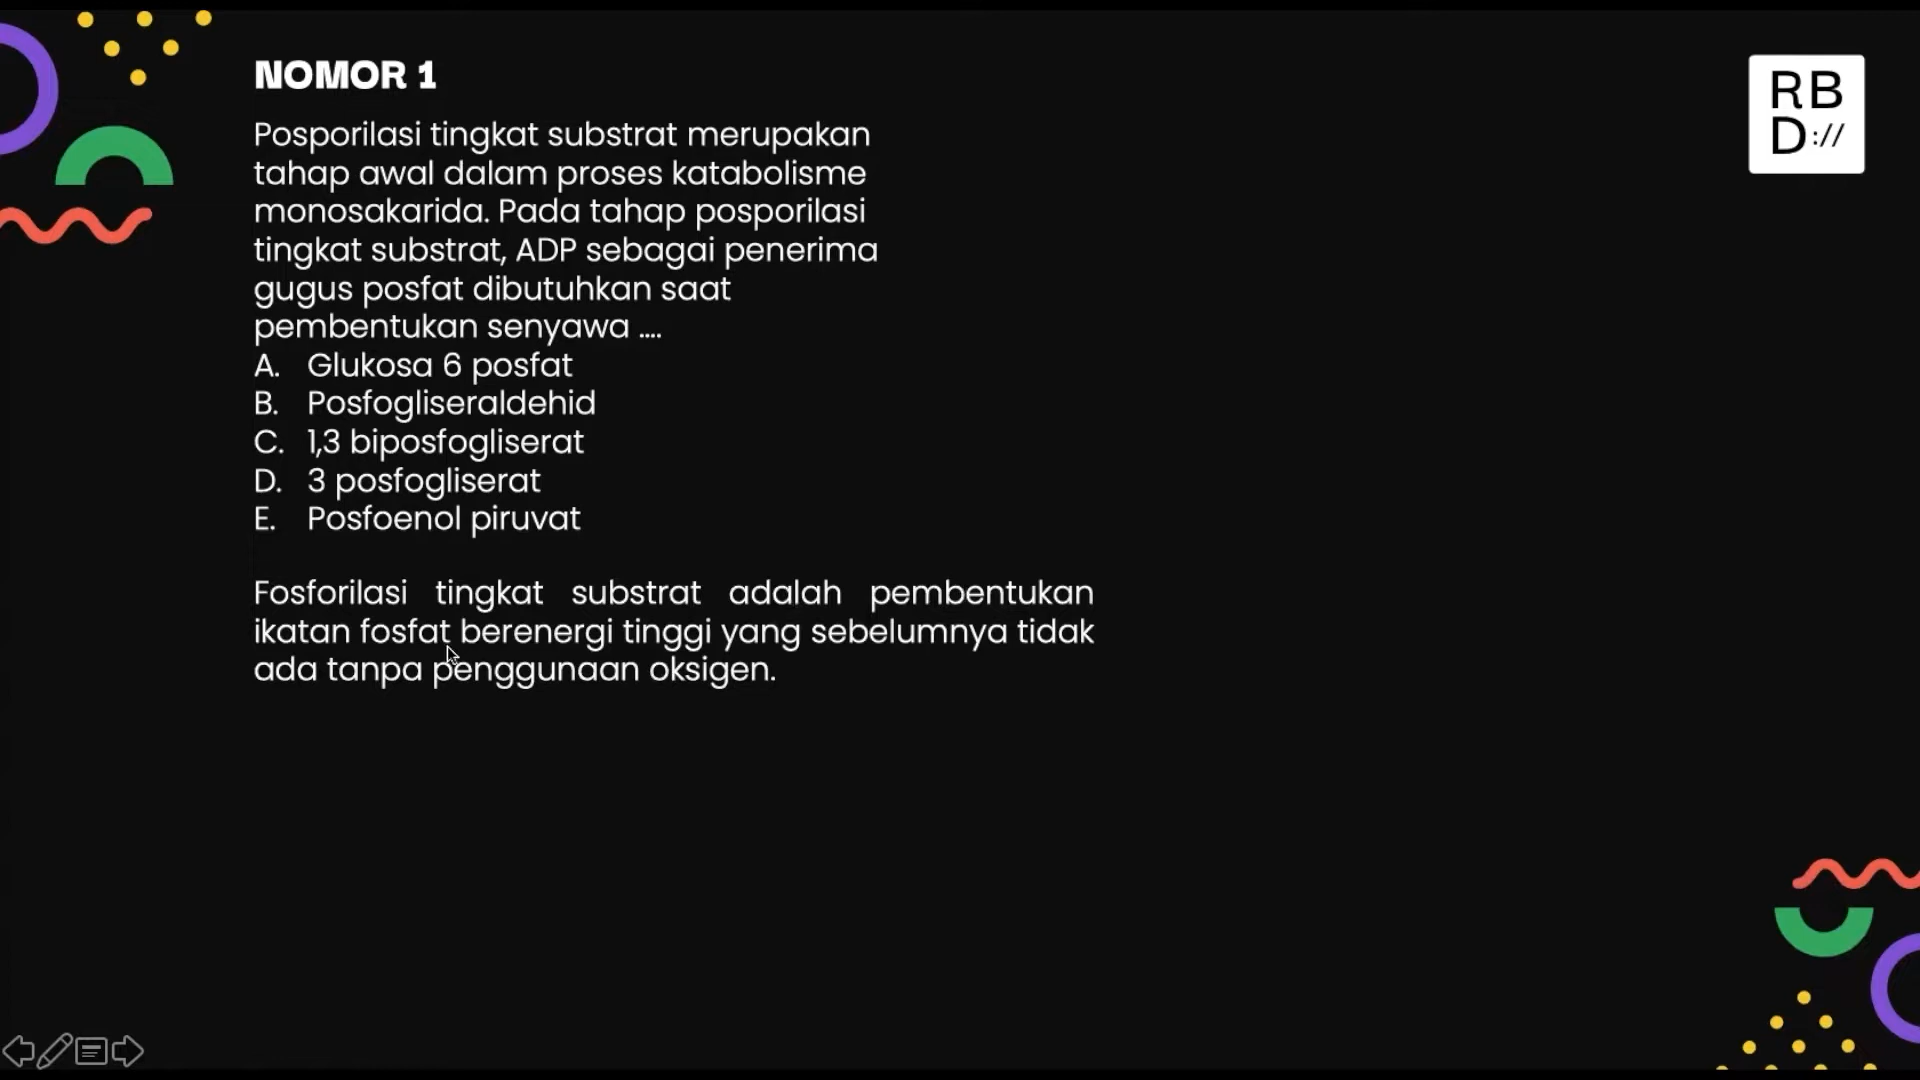 NOMOR 1
RB
D://
Posporilasi tingkat substrat merupakan
tahap awal dalam proses katabolisme
monosakarida. Pada tahap posporilasi
tingkat substrat, ADP sebagai penerima
gugus posfat dibutuhkan saat
pembentukan senyawa ....
A. Glukosa 6 posfat
B. Posfogliseraldehid
C. 1,3 biposfogliserat
D. 3 posfogliserat
E. Posfoenol piruvat
Fosforilasi tingkat substrat adalah pembentukan
ikatan fosfat berenergi tinggi yang sebelumnya tidak
ada tanpa penggunaan oksigen.